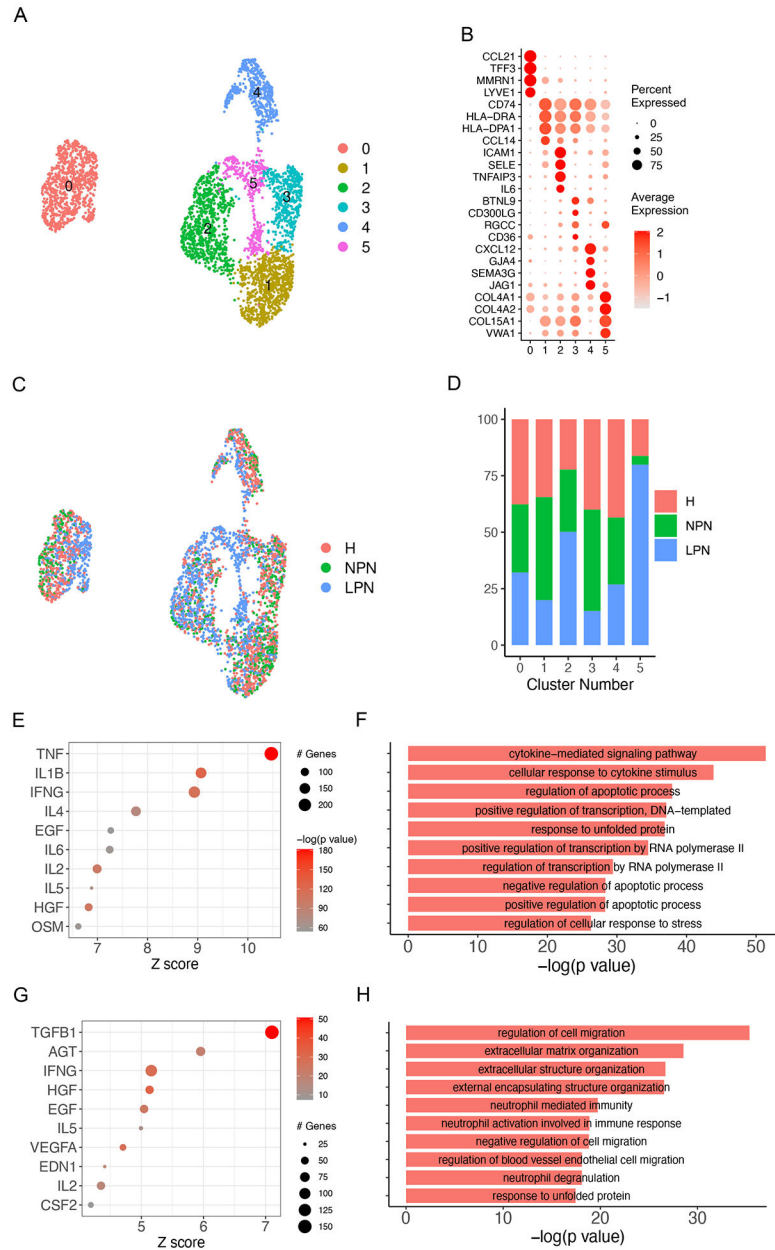 A
4
0
5
3
2
1
0
1
2
3
4
5
B
CCL21
TFF3
MMRN1
LYVE1
CD74
HLA-DRA
HLA-DPA1
CCL14
ICAM1
SELE
TNFAIP3
IL6
BTNL9
CD300LG
RGCC
CD36
CXCL12
GJA4
SEMA3G
JAG1
COL4A1
COL4A2
COL15A1
VWA1
0 1 2 3 4 5
Percent
Expressed
0
25
50
75
Average
Expression
2
1
0
−1
C
H
NPN
LPN
D
100
75
50
25
0
0 1 2 3 4 5
Cluster Number
H
NPN
LPN
E
TNF
IL1B
IFNG
IL4
EGF
IL6
IL2
IL5
HGF
OSM
7 8 9 10
Z score
# Genes
100
150
200
−log(p value)
180
150
120
90
60
F
cytokine−mediated signaling pathway
cellular response to cytokine stimulus
regulation of apoptotic process
positive regulation of transcription, DNA−templated
response to unfolded protein
positive regulation of transcription by RNA polymerase II
regulation of transcription by RNA polymerase II
negative regulation of apoptotic process
positive regulation of apoptotic process
regulation of cellular response to stress
0 10 20 30 40 50
−log(p value)
G
TGFB1
AGT
IFNG
HGF
EGF
IL5
VEGFA
EDN1
IL2
CSF2
5 6 7
Z score
50
40
30
20
10
# Genes
25
50
75
100
125
150
H
regulation of cell migration
extracellular matrix organization
extracellular structure organization
external encapsulating structure organization
neutrophil mediated immunity
neutrophil activation involved in immune response
negative regulation of cell migration
regulation of blood vessel endothelial cell migration
neutrophil degranulation
response to unfolded protein
0 10 20 30
−log(p value)